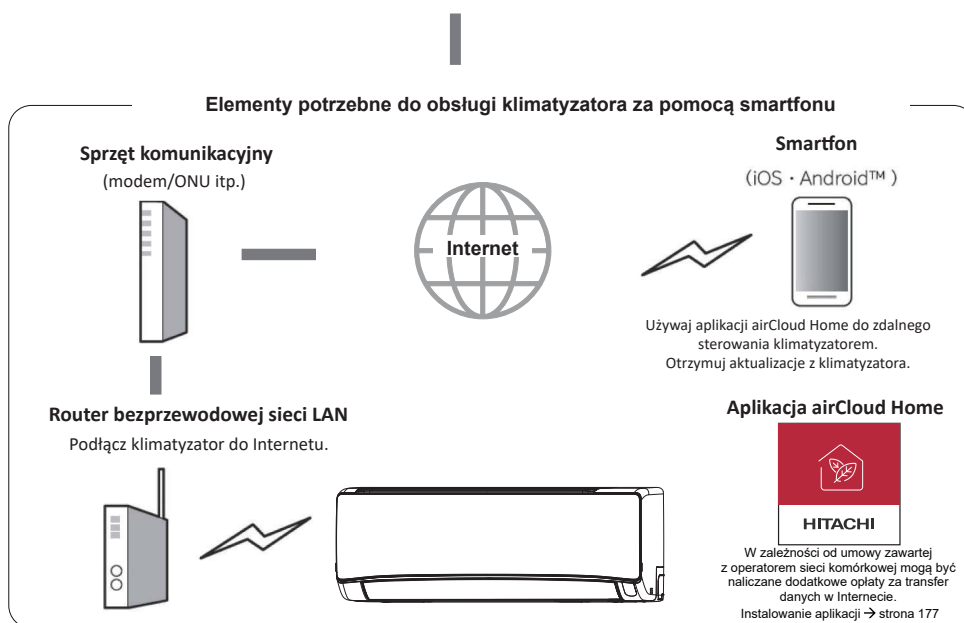 Elementy potrzebne do obsługi klimatyzatora za pomocą smartfonu
Sprzęt komunikacyjny
(modem/ONU itp.)
Internet
Smartfon
(iOS・Android™ )
Używaj aplikacji airCloud Home do zdalnego
sterowania klimatyzatorem.
Otrzymuj aktualizacje z klimatyzatora.
Router bezprzewodowej sieci LAN
Podłącz klimatyzator do Internetu.
Aplikacja airCloud Home
HITACHI
W zależności od umowy zawartej
z operatorem sieci komórkowej mogą być
naliczane dodatkowe opłaty za transfer
danych w Internecie.
Instalowanie aplikacji → strona 177